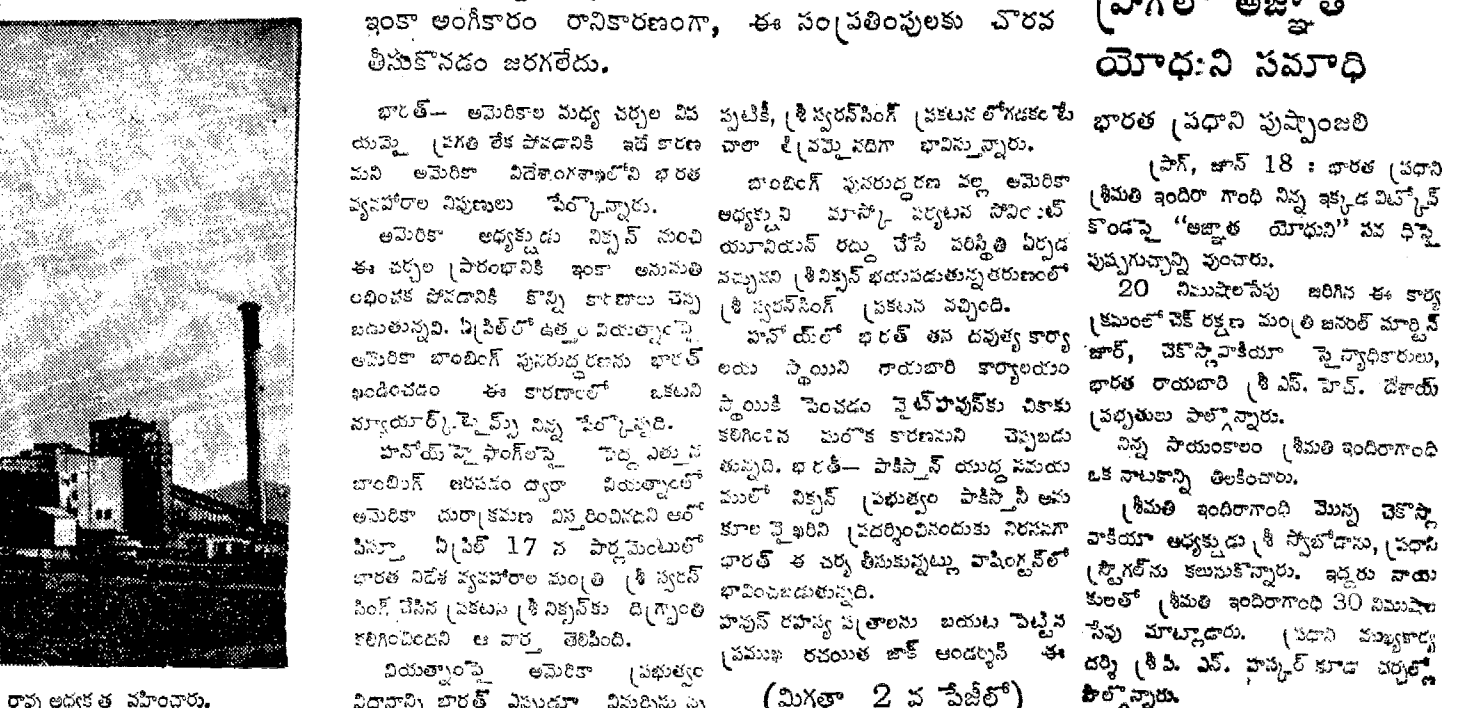 ఇంకా అంగీకారం రానికారణంగా, ఈ సంప్రతింపులకు చొరవ
తీసుకొనడం జరగలేదు.
భారత్— అమెరికాల మధ్య చర్చల విష
యమై ప్రగతి లేక పోవడానికి ఇదే కారణ
మని అమెరికా విదేశాంగశాఖలోని భారత
వ్యవహారాల నిపుణులు పేర్కొన్నారు.
అమెరికా అధ్యక్షుడు నిక్సన్ నుంచి
ఈ చర్చల ప్రారంభానికి ఇంకా అనుమతి
లభించక పోవడానికి కొన్ని కారణాలు చెప్ప
బడుతున్నవి. ఏప్రిల్‌లో ఉత్తర వియత్నాంపై
అమెరికా బాంబింగ్ పునరుద్ధరణను భారత్
ఖండించడం ఈ కారణాలలో ఒకటని
న్యూయార్క్ టైమ్స్ నిన్న పేర్కొన్నది.
హనోయ్ హైఫాంగ్‌లపై పెద్ద ఎత్తున
బాంబింగ్ జరపడం ద్వారా వియత్నాంలో
అమెరికా దురాక్రమణ విస్తరించినదని ఆరో
పిస్తూ ఏప్రిల్ 17 న పార్లమెంటులో
భారత విదేశ వ్యవహారాల మంత్రి శ్రీ స్వరన్
సింగ్ చేసిన ప్రకటన శ్రీ నిక్సన్‌కు దిగ్భ్రాంతి
కలిగించిందని ఆ వార్త తెలిపింది.
వియత్నాంపై అమెరికా ప్రభుత్వం
విధానాన్ని భారత్ ఎప్పుడూ
ప్పటికీ, శ్రీ స్వరన్‌సింగ్ ప్రకటన లోగడకంటే
చాలా తీవ్రమైనదిగా భావిస్తున్నారు.
బాంబింగ్ పునరుద్ధరణ వల్ల అమెరికా
అధ్యక్షుని మాస్కో పర్యటన సోవియట్
యూనియన్ రద్దు చేసే పరిస్థితి ఏర్పడ
వచ్చునని శ్రీ నిక్సన్ భయపడుతున్న తరుణంలో
శ్రీ స్వరన్‌సింగ్ ప్రకటన వచ్చింది.
హనోయ్‌లో భారత్ తన దవుత్య కార్యా
లయ స్థాయిని రాయబారి కార్యాలయం
స్థాయికి పెంచడం వైట్‌హవున్‌కు చికాకు
కలిగించిన మరొక కారణమని చెప్పబడు
తున్నది. భారత్— పాకిస్తాన్ యుద్ధ సమయ
ములో నిక్సన్ ప్రభుత్వం పాకిస్తానీ అను
కూల వైఖరిని ప్రదర్శించినందుకు నిరసనగా
భారత్ ఈ చర్య తీసుకున్నట్లు వాషింగ్టన్‌లో
భావించబడుతున్నది.
హవున్ రహస్య పత్రాలను బయట పెట్టిన
ప్రముఖ రచయిత జాక్ ఆండర్సన్ ఈ
(మిగతా 2 వ పేజీలో)
ప్రాగ్‌లో అజ్ఞాత
యోధుని సమాధి
భారత ప్రధాని పుష్పాంజలి
ప్రాగ్, జూన్ 18 : భారత ప్రధాని
శ్రీమతి ఇందిరా గాంధి నిన్న ఇక్కడ విట్కోవ్
కొండపై "అజ్ఞాత యోధుని" సమాధిపై
పుష్పగుచ్ఛాన్ని వుంచారు.
20 నిముషాలసేపు జరిగిన ఈ కార్య
క్రమంలో చెక్ రక్షణ మంత్రి జనరల్ మార్టిన్
జూర్, చెకొస్లావాకియా సైన్యాధికారులు,
భారత రాయబారి శ్రీ ఎస్. హెచ్. దేశాయ్
ప్రభృతులు పాల్గొన్నారు.
నిన్న సాయంకాలం శ్రీమతి ఇందిరాగాంధి
ఒక నాటకాన్ని తిలకించారు.
శ్రీమతి ఇందిరాగాంధి మొన్న చెకొస్లా
వాకియా అధ్యక్షుడు శ్రీ స్వోబోడాను, ప్రధాని
స్ట్రౌగల్‌ను కలుసుకొన్నారు. ఇద్దరు నాయ
కులతో శ్రీమతి ఇందిరాగాంధి 30 నిముషాల
సేపు మాట్లాడారు. ప్రధాని ముఖ్యకార్య
దర్శి శ్రీ పి. ఎన్. హస్కర్ కూడా చర్చల్లో
పాల్గొన్నారు.
రావు అధ్యక్షత వహించారు.